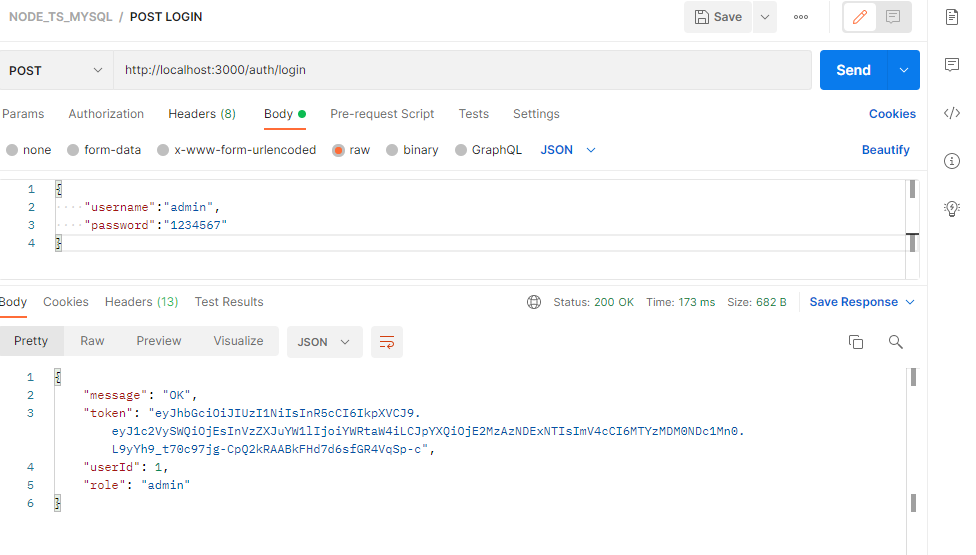 NODE_TS_MYSQL / POST LOGIN
Save
POST
http://localhost:3000/auth/login
Send
Params Authorization Headers (8) Body Pre-request Script Tests Settings Cookies
none form-data x-www-form-urlencoded raw binary GraphQL JSON Beautify
1 {
2 "username":"admin",
3 "password":"1234567"
4 }
Body Cookies Headers (13) Test Results Status: 200 OK Time: 173 ms Size: 682 B Save Response
Pretty Raw Preview Visualize JSON
1 {
2 "message": "OK",
3 "token": "eyJhbGciOiJIUzI1NiIsInR5cCI6IkpXVCJ9.
eyJ1c2VySWQiOjEsInVzZXJuYW1lIjoiYWRtaW4iLCJpYXQiOjE2MzAzNDExNTIsImV4cCI6MTYzMDM0NDc1Mn0.
L9yYh9_t70c97jg-CpQ2kRAABkFHd7d6sfGR4VqSp-c",
4 "userId": 1,
5 "role": "admin"
6 }